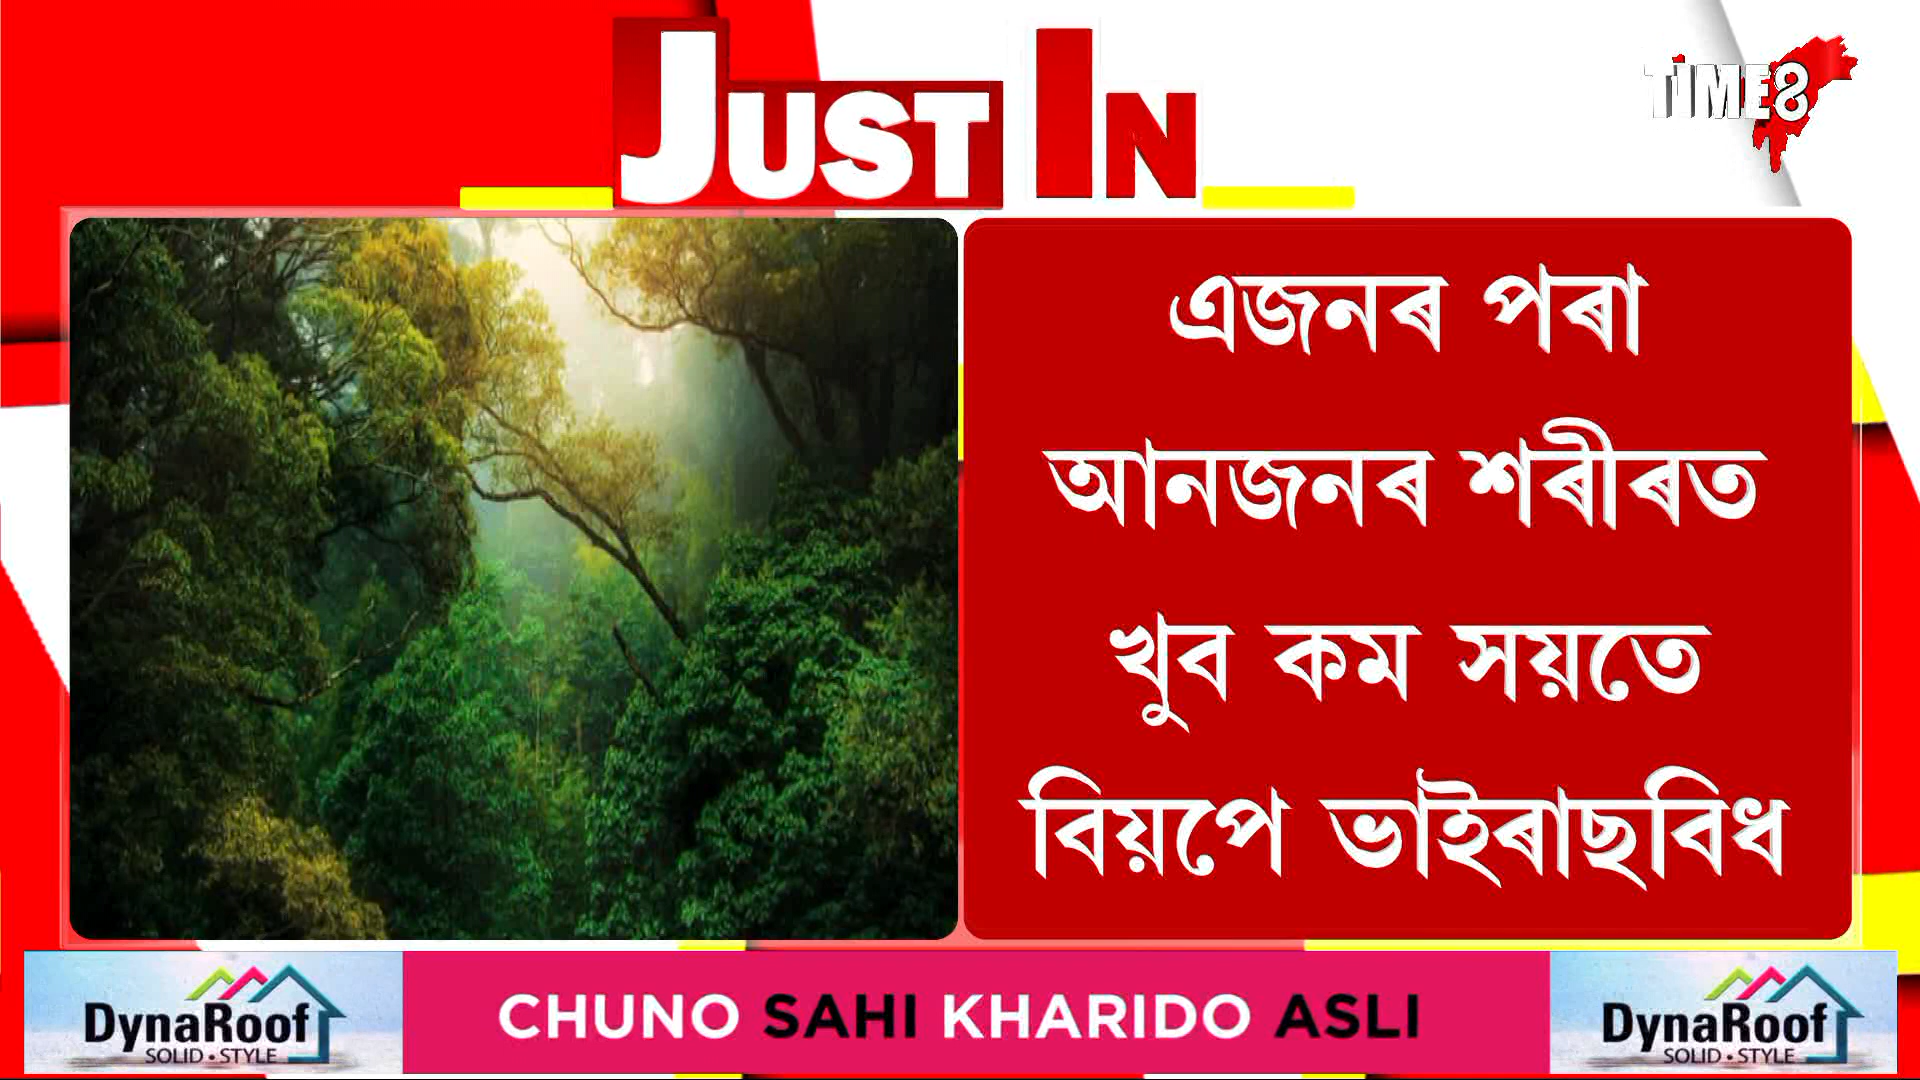 JUST IN
TIME8
এজনৰ পৰা
আনজনৰ শৰীৰত
খুব কম সয়তে
বিয়পে ভাইৰাছবিধ
DynaRoof
SOLID • STYLE
CHUNO SAHI KHARIDO ASLI
DynaRoof
SOLID • STYLE